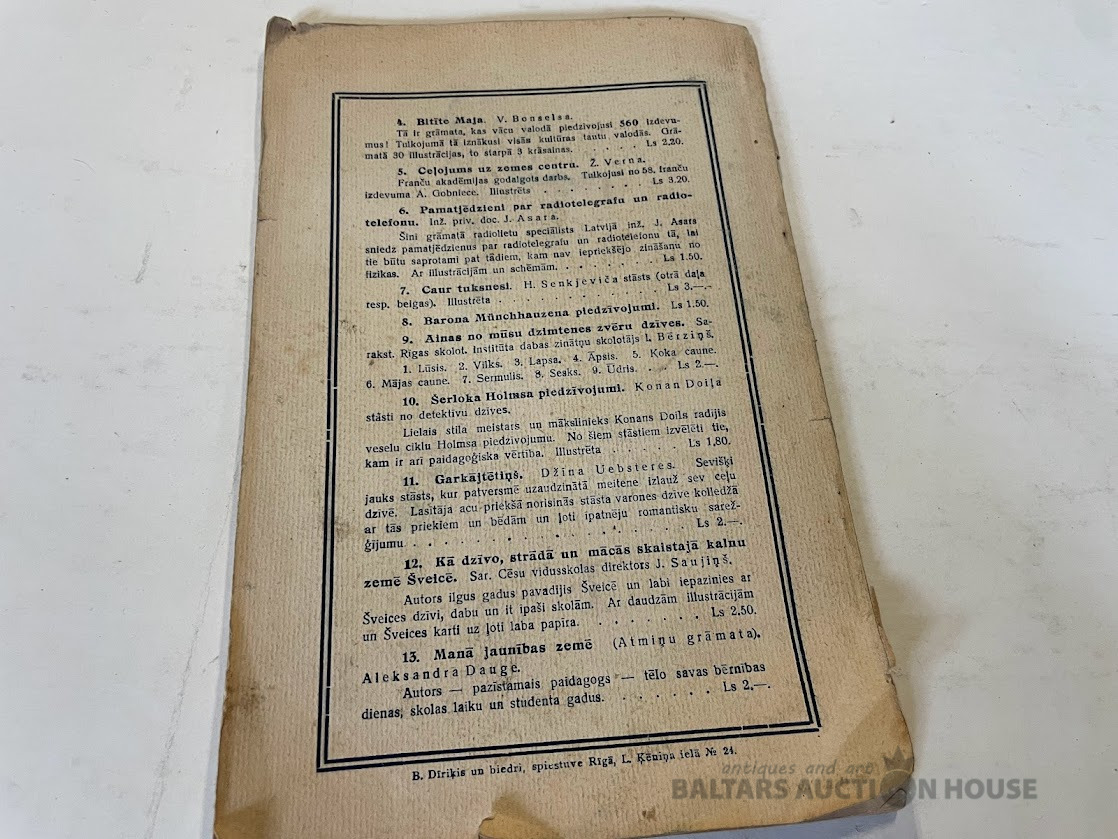 4. Bitīte Maja. V. Bonselsa.
Tā ir grāmata, kas vācu valodā piedzīvojusi 560 izdevu-
mus! Tulkojumā tā iznākusi visās kultūras tautu valodās. Grā-
matā 30 illustrācijas, to starpā 3 krāsainas. . . . . . Ls 2.20.
5. Ceļojums uz zemes centru. Ž. Verna.
Franču akadēmijas godalgots darbs. Tulkojusi no 58. franču
izdevuma A. Gobniece. Illustrēts . . . . . . . Ls 3.20.
6. Pamatjēdzieni par radiotelegrafu un radio-
telefonu. Inž. priv. doc. J. Asara.
Šini grāmatā radiolietu speciālists Latvijā inž. J. Asars
sniedz pamatjēdzienus par radiotelegrafu un radiotelefonu tā, lai
tie būtu saprotami pat tādiem, kam nav iepriekšējo zināšanu no
fizikas. Ar illustrācijām un schēmām. . . . . . . Ls 1.50.
7. Caur tuksnesi. H. Senkjeviča stāsts (otrā daļa
resp. beigas). Illustrēta . . . . . . . . . Ls 3.—.
8. Barona Münchhauzena piedzīvojumi. Ls 1.50.
9. Ainas no mūsu dzimtenes zvēru dzīves. Sa-
rakst. Rīgas skolot. Institūta dabas zinātņu skolotājs I. Bērziņš.
1. Lūsis. 2. Vilks. 3. Lapsa. 4. Āpsis. 5. Koka caune.
6. Mājas caune. 7. Sermulis. 8. Sesks. 9. Ūdris. . . Ls 2.—.
10. Šerloka Holmsa piedzīvojumi. Konan Doiļa
stāsti no detektīvu dzīves.
Lielais stila meistars un mākslinieks Konans Doils radījis
veselu ciklu Holmsa piedzīvojumu. No šiem stāstiem izvēlēti tie,
kam ir arī paidagoģiska vērtība. Illustrēta . . . . . Ls 1,80.
11. Garkājtētiņš. Džīna Uebsteres. Sevišķi
jauks stāsts, kur patversmē uzaudzinātā meitene izlauž sev ceļu
dzīvē. Lasītāja acu priekšā norisinās stāsta varones dzīve kolledžā
ar tās priekiem un bēdām un ļoti īpatnēju romantisku sarež-
ģījumu . . . . . . . . . . . . . Ls 2.—.
12. Kā dzīvo, strādā un mācās skaistajā kalnu
zemē Šveicē. Sar. Cēsu vidusskolas direktors J. Saujiņš.
Autors ilgus gadus pavadījis Šveicē un labi iepazinies ar
Šveices dzīvi, dabu un it īpaši skolām. Ar daudzām illustrācijām
un Šveices karti uz ļoti laba papīra. . . . . . . Ls 2.50.
13. Manā jaunības zemē (Atmiņu grāmata).
Aleksandra Dauge.
Autors — pazīstamais paidagogs — tēlo savas bērnības
dienas, skolas laiku un studenta gadus. . . . . . . Ls 2.—.
B. Dīriķis un biedri, spiestuve Rīgā, L. Ķēniņa ielā № 24.
antiques and art
BALTARS AUCTION HOUSE